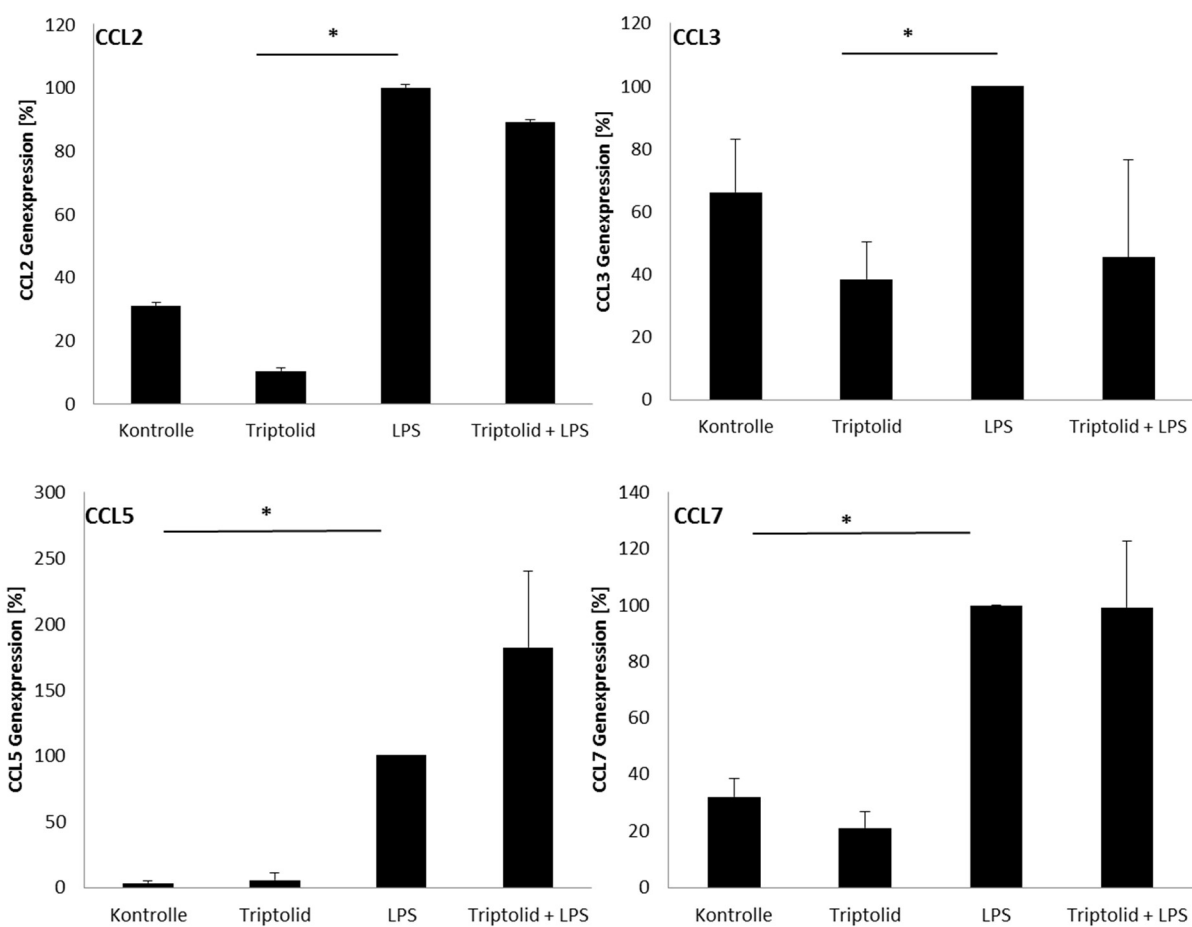 CCL2
*
CCL2 Genexpression [%]
120
100
80
60
40
20
0
Kontrolle Triptolid LPS Triptolid + LPS
CCL3
*
CCL3 Genexpression [%]
120
100
80
60
40
20
0
Kontrolle Triptolid LPS Triptolid + LPS
CCL5
*
CCL5 Genexpression [%]
300
250
200
150
100
50
0
Kontrolle Triptolid LPS Triptolid + LPS
CCL7
*
CCL7 Genexpression [%]
140
120
100
80
60
40
20
0
Kontrolle Triptolid LPS Triptolid + LPS